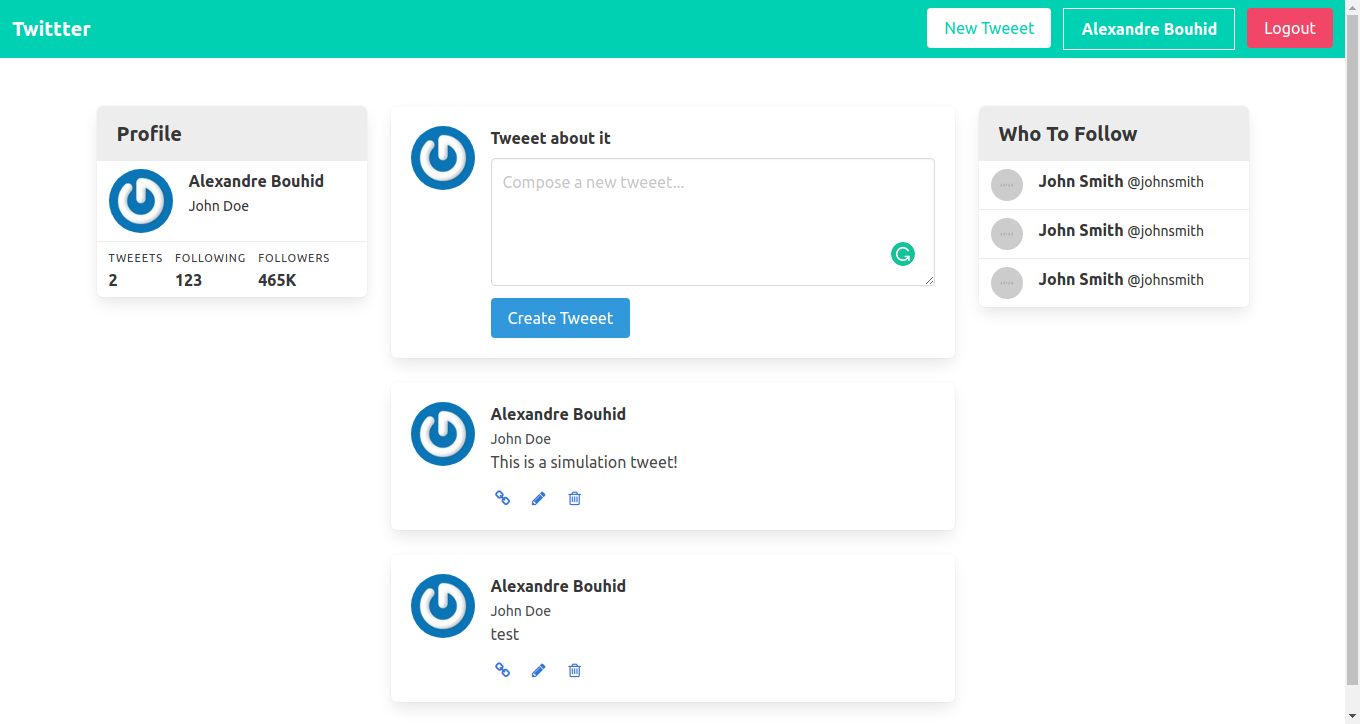 Twittter
New Tweeet
Alexandre Bouhid
Logout
Profile
Alexandre Bouhid
John Doe
TWEEETS FOLLOWING FOLLOWERS
2 123 465K
Tweeet about it
Compose a new tweeet...
Create Tweeet
Alexandre Bouhid
John Doe
This is a simulation tweet!
Alexandre Bouhid
John Doe
test
Who To Follow
John Smith @johnsmith
John Smith @johnsmith
John Smith @johnsmith